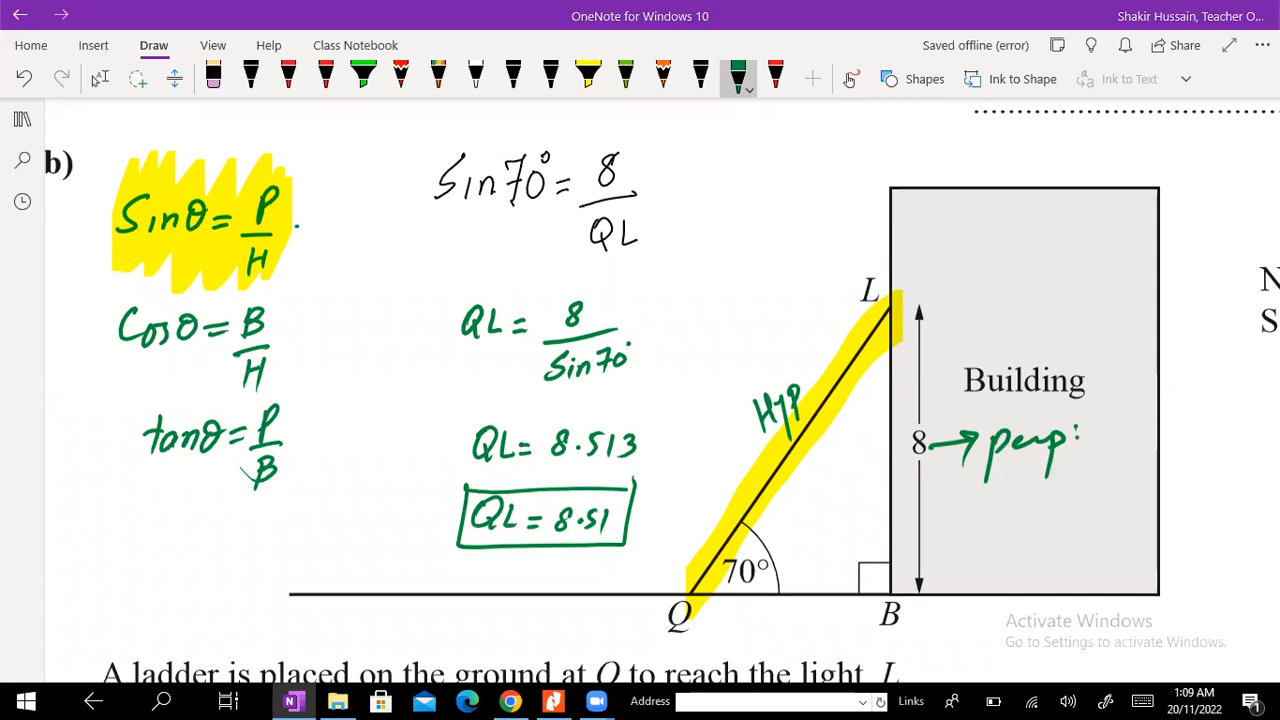 OneNote for Windows 10
Shakir Hussain, Teacher O...
Home Insert Draw View Help Class Notebook
Saved offline (error) Share
Shapes Ink to Shape Ink to Text
b)
Sinθ = P/H
Cosθ = B/H
tanθ = P/B
Sin70° = 8/QL
QL = 8/Sin70°
QL = 8.513
QL = 8.51
L
Hyp
Building
8 → perp:
70°
Q
B
N
S
Activate Windows
Go to Settings to activate Windows.
A ladder is placed on the ground at Q to reach the light, L
Address Links
1:09 AM
20/11/2022